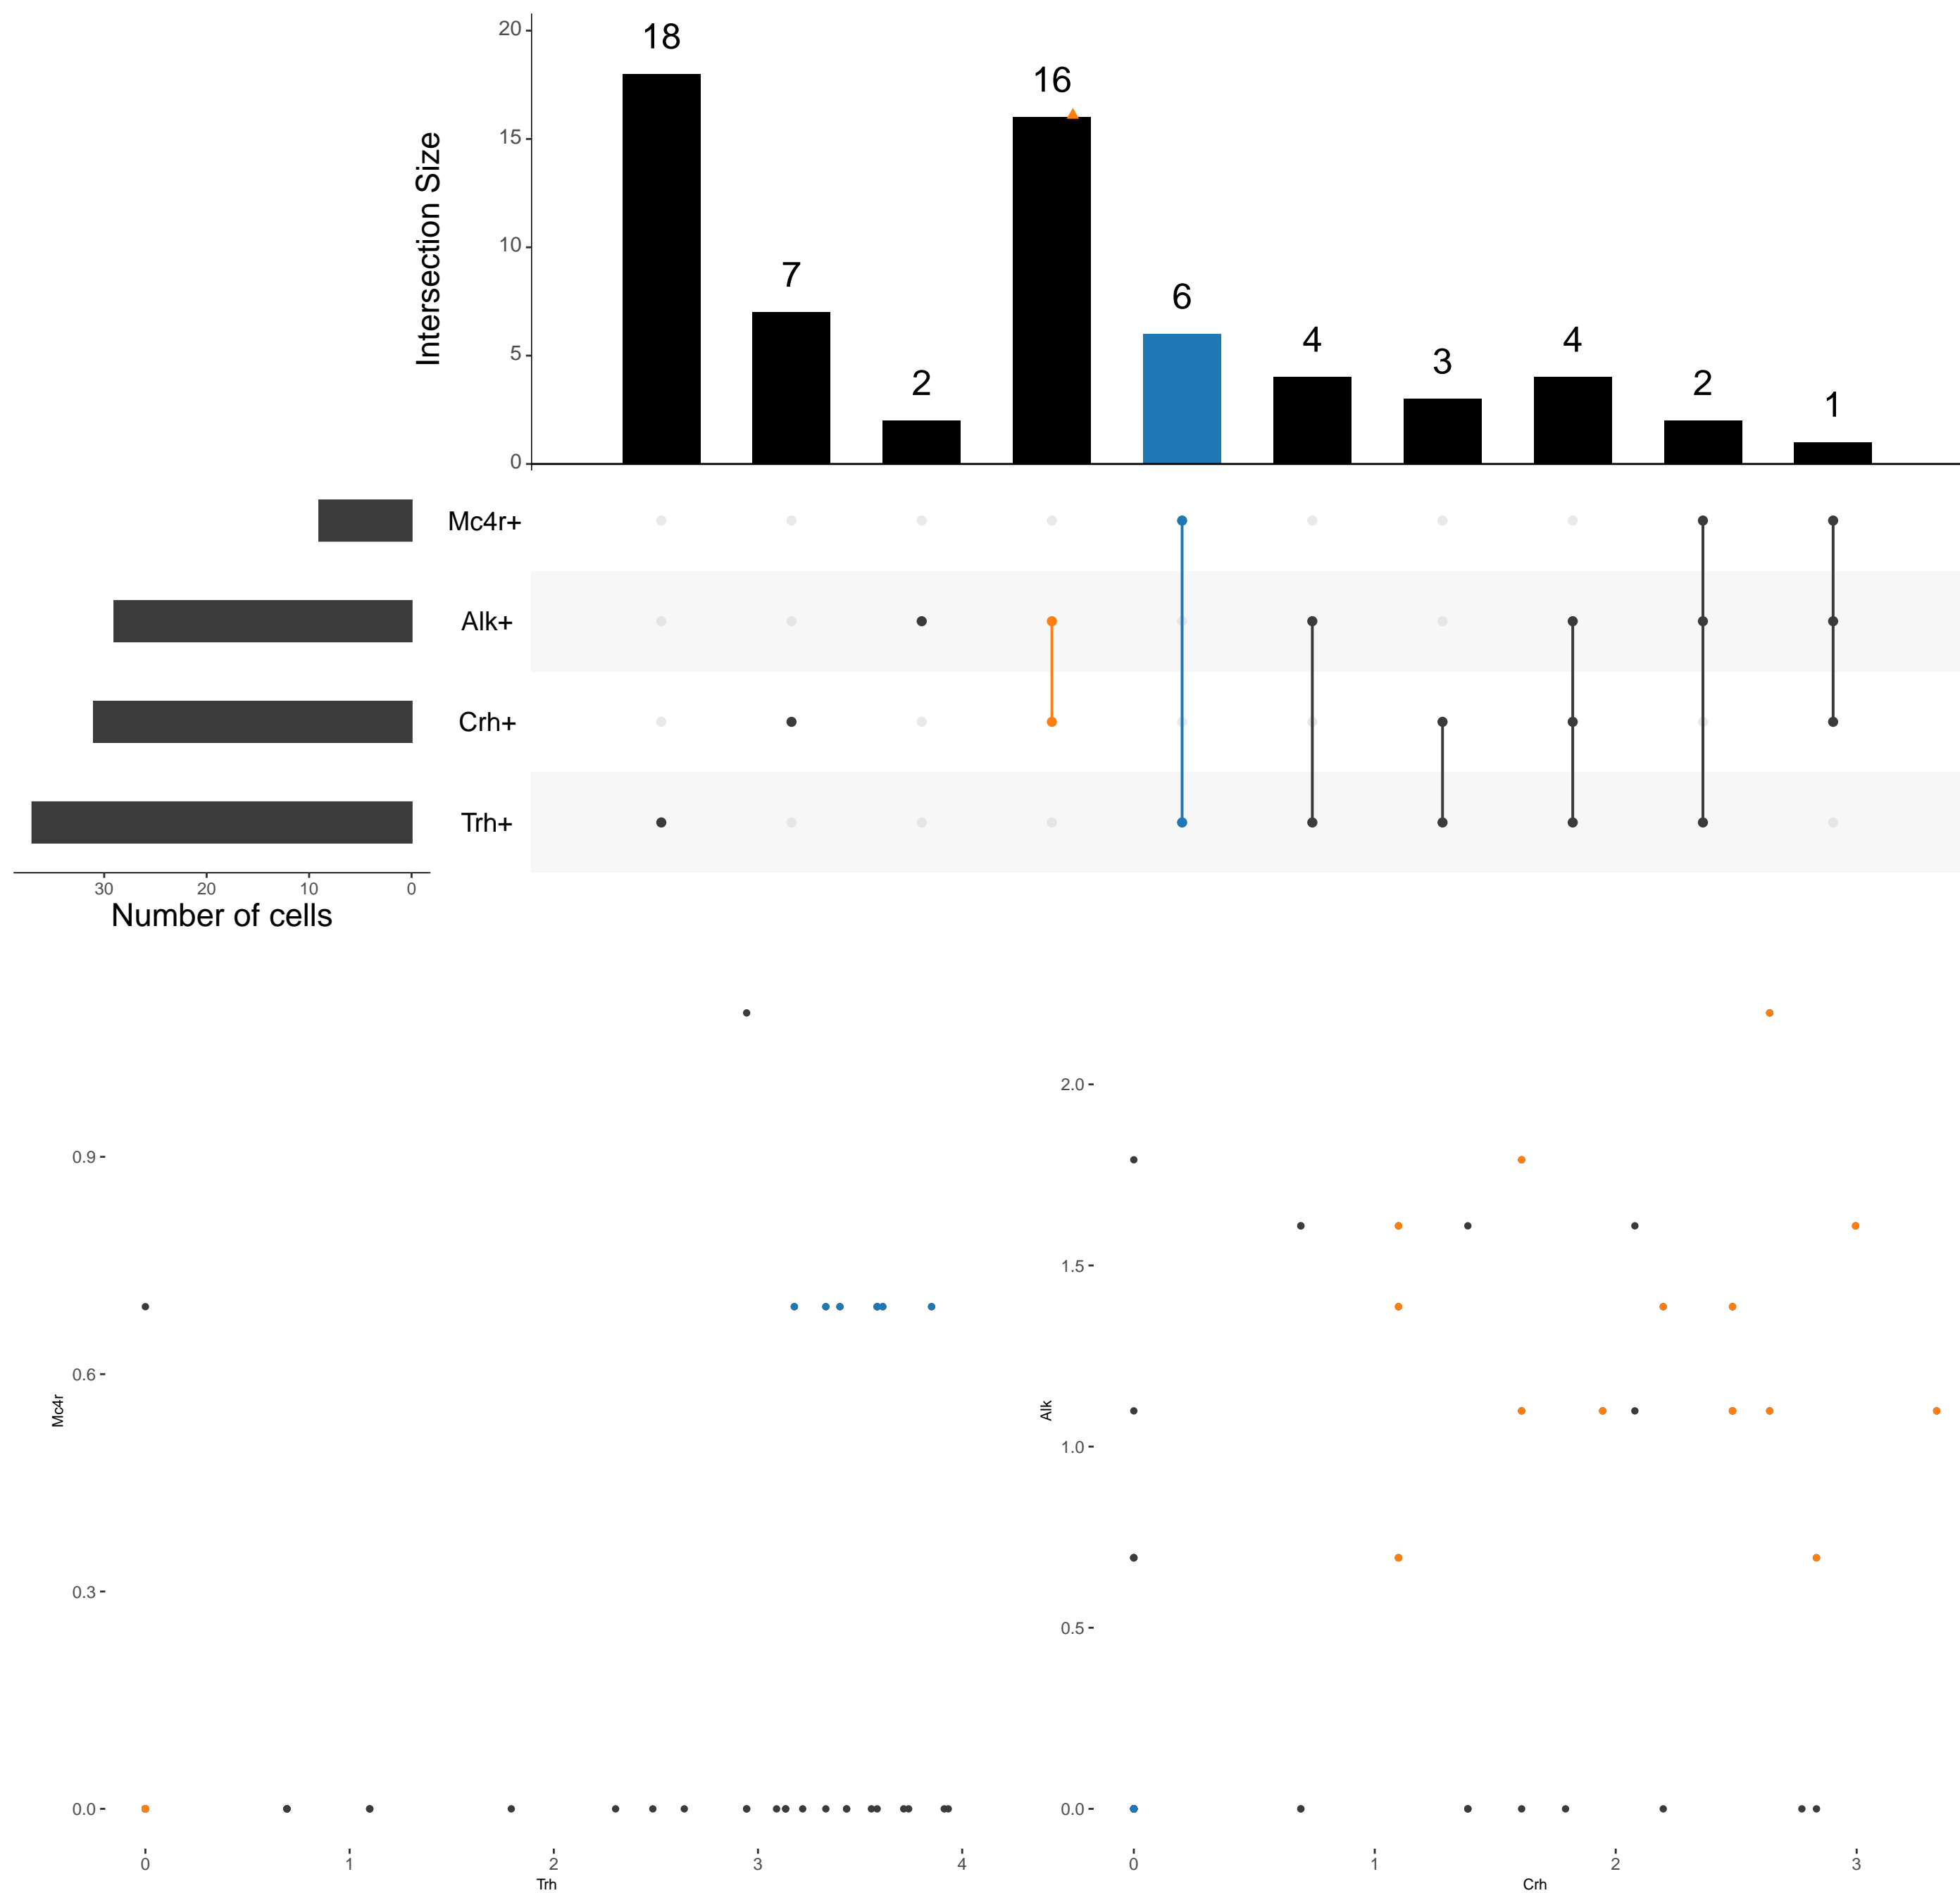 20
18
16
15
Intersection Size
10
7
6
5
4
3
4
2
2
1
0
Mc4r+
Alk+
Crh+
Trh+
30 20 10 0
Number of cells
2.0
0.9
1.5
0.6
Mc4r
Alk
1.0
0.3
0.5
0.0
0.0
0 1 2 3 4
0 1 2 3
Trh
Crh